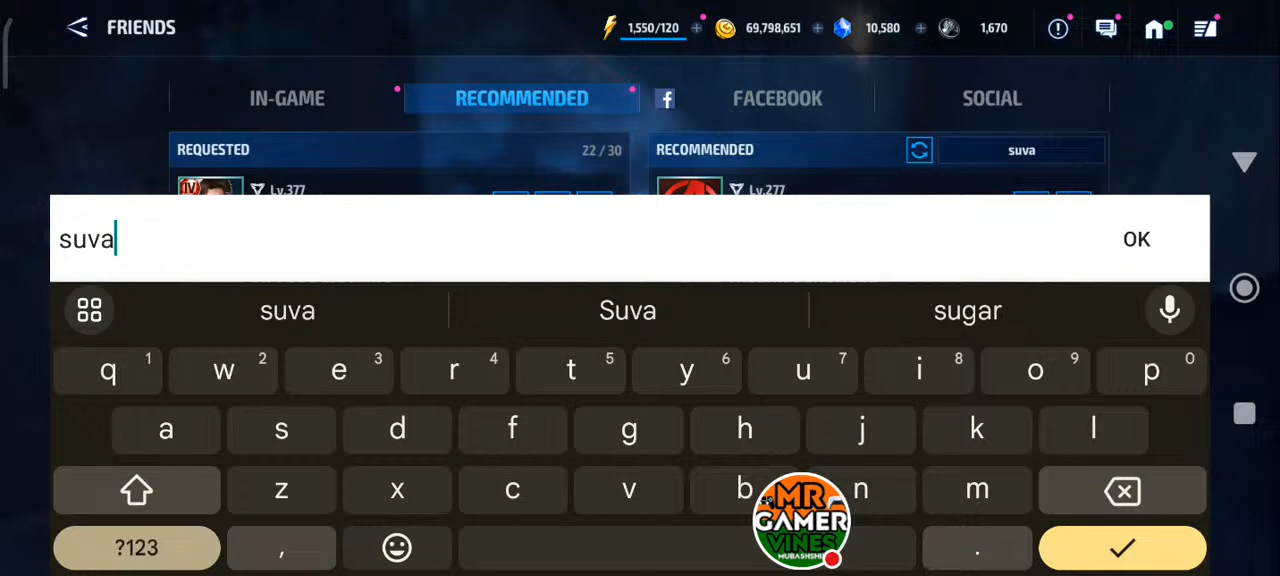 FRIENDS
1,550/120
69,798,651
10,580
1,670
IN-GAME
RECOMMENDED
FACEBOOK
SOCIAL
REQUESTED
22 / 30
RECOMMENDED
suva
IV
Lv.377
Lv.277
suva
OK
suva
Suva
sugar
q 1 w 2 e 3 r 4 t 5 y 6 u 7 i 8 o 9 p 0
a s d f g h j k l
z x c v b n m
?123 , .
MR
GAMER
VINES
MUBASHSHIR